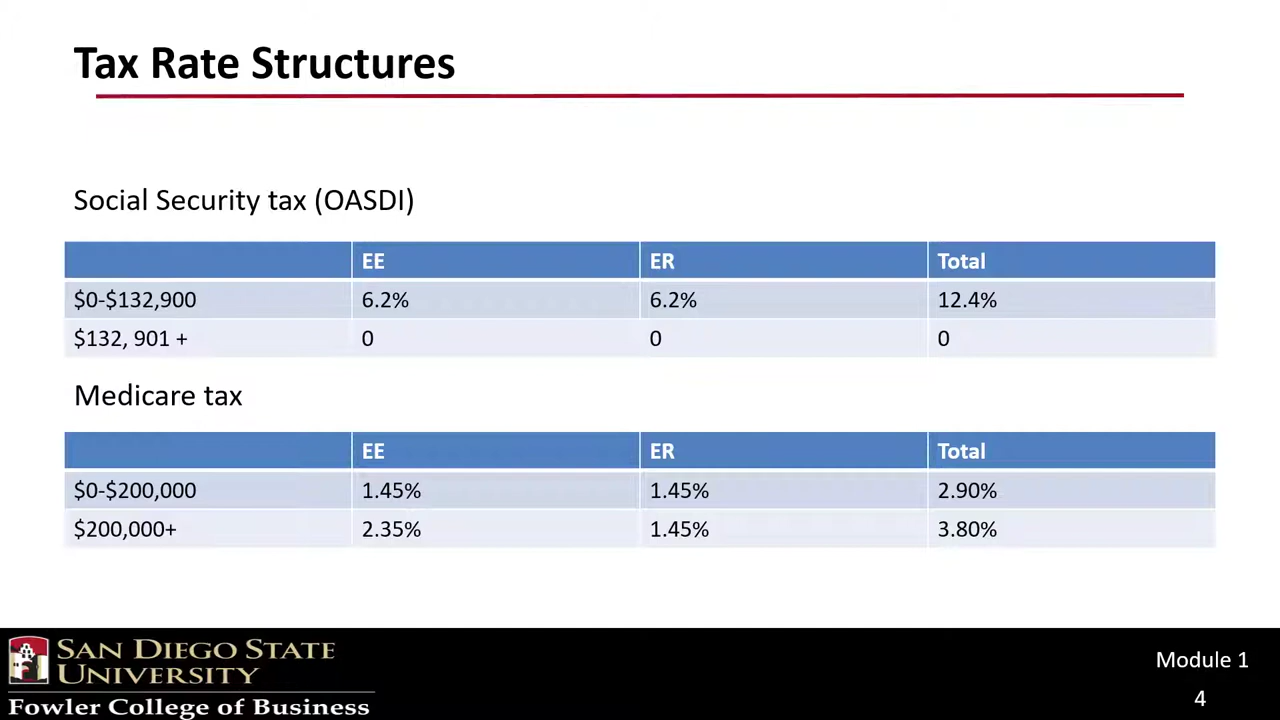 Tax Rate Structures
Social Security tax (OASDI)
EE ER Total
$0-$132,900 6.2% 6.2% 12.4%
$132, 901 + 0 0 0
Medicare tax
EE ER Total
$0-$200,000 1.45% 1.45% 2.90%
$200,000+ 2.35% 1.45% 3.80%
SAN DIEGO STATE
UNIVERSITY
Fowler College of Business
Module 1
4